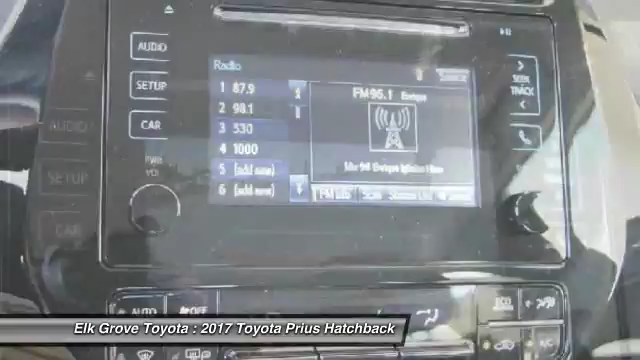 AUDIO
SETUP
CAR
PWR
VOL
Radio
1 87.9
2 98.1
3 530
4 1000
5 (add new)
6 (add new)
FM 96.1 Europa
SEEK
TRACK
AUDIO
SETUP
CAR
AUTO
OFF
ECO
A/C
Elk Grove Toyota : 2017 Toyota Prius Hatchback